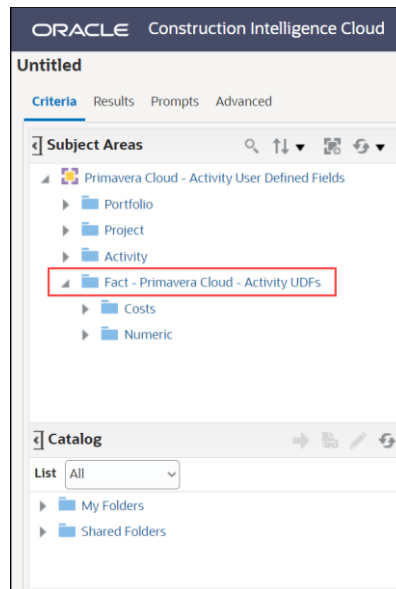 ORACLE Construction Intelligence Cloud
Untitled
Criteria Results Prompts Advanced
Subject Areas
Primavera Cloud - Activity User Defined Fields
Portfolio
Project
Activity
Fact - Primavera Cloud - Activity UDFs
Costs
Numeric
Catalog
List All
My Folders
Shared Folders